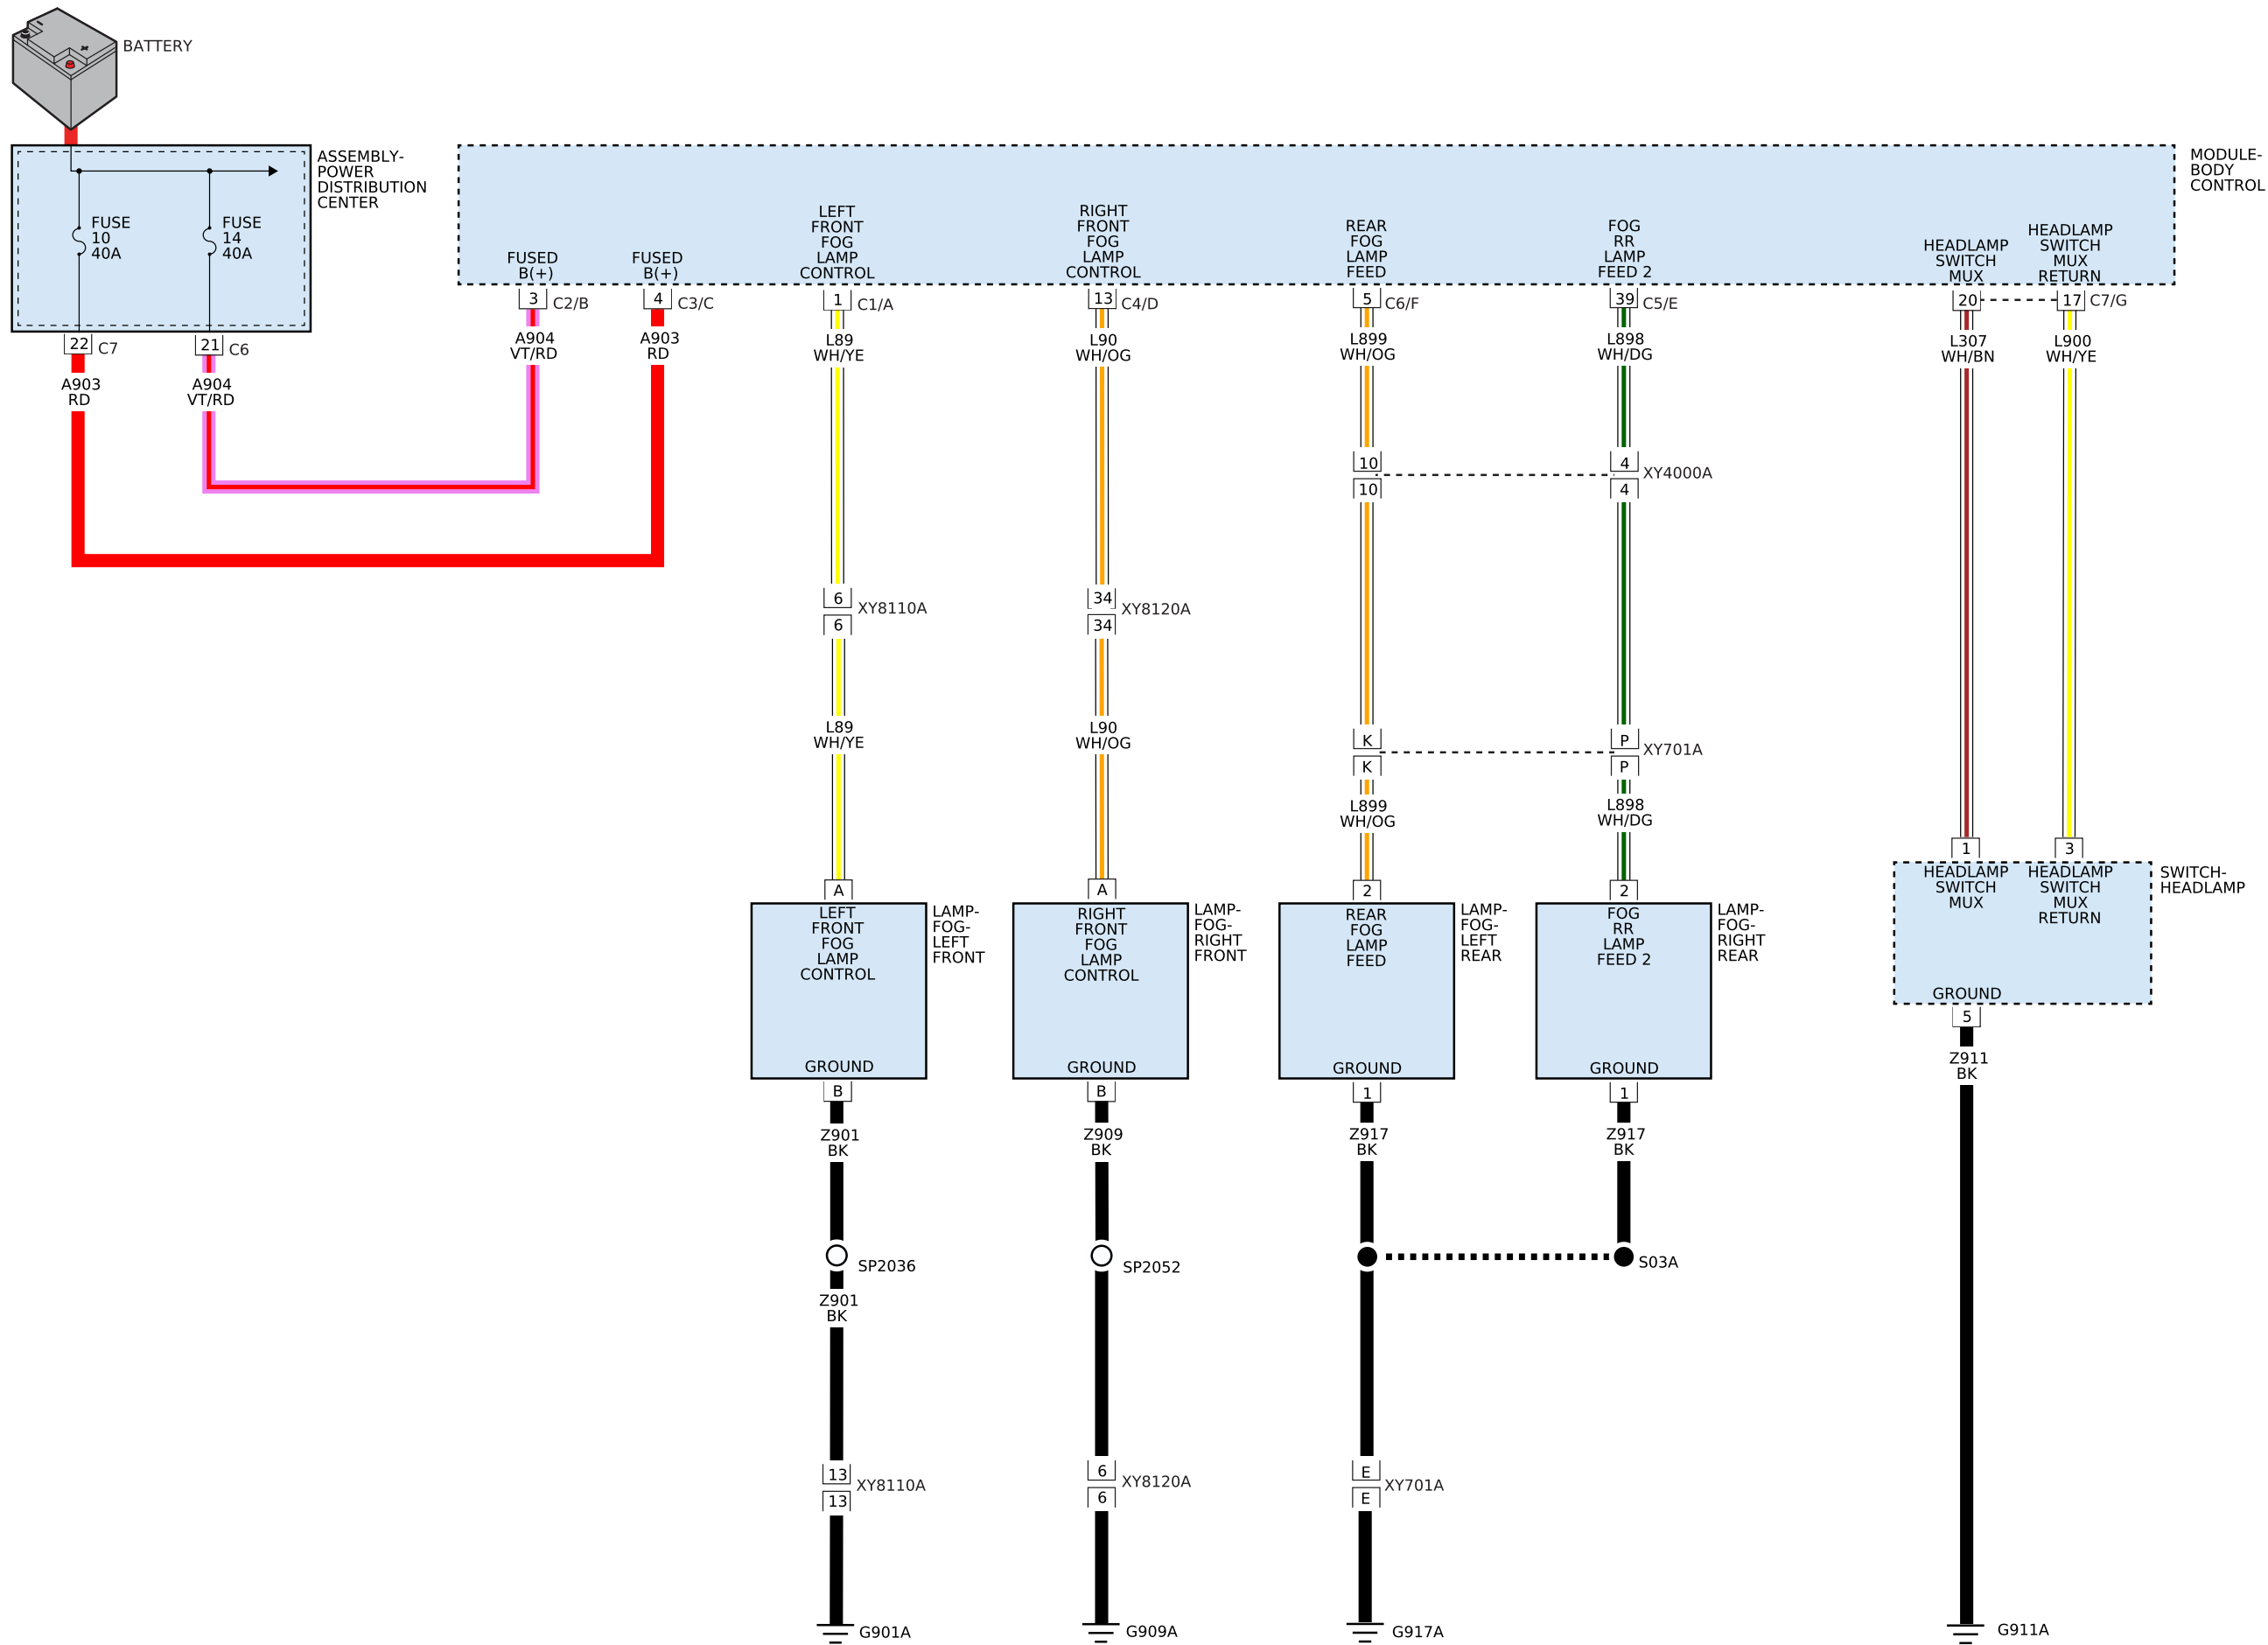 BATTERY
ASSEMBLY-
POWER
DISTRIBUTION
CENTER
FUSE
10
40A
FUSE
14
40A
22
C7
21
C6
A903
RD
A904
VT/RD
MODULE-
BODY
CONTROL
FUSED
B(+)
FUSED
B(+)
LEFT
FRONT
FOG
LAMP
CONTROL
RIGHT
FRONT
FOG
LAMP
CONTROL
REAR
FOG
LAMP
FEED
FOG
RR
LAMP
FEED 2
HEADLAMP
SWITCH
MUX
HEADLAMP
SWITCH
MUX
RETURN
3
C2/B
4
C3/C
1
C1/A
13
C4/D
5
C6/F
39
C5/E
20
17
C7/G
A904
VT/RD
A903
RD
L89
WH/YE
L90
WH/OG
L899
WH/OG
L898
WH/DG
L307
WH/BN
L900
WH/YE
10
10
4
4
XY4000A
6
6
XY8110A
34
34
XY8120A
L89
WH/YE
L90
WH/OG
K
K
P
P
XY701A
L899
WH/OG
L898
WH/DG
A
A
2
2
1
3
LEFT
FRONT
FOG
LAMP
CONTROL
GROUND
LAMP-
FOG-
LEFT
FRONT
RIGHT
FRONT
FOG
LAMP
CONTROL
GROUND
LAMP-
FOG-
RIGHT
FRONT
REAR
FOG
LAMP
FEED
GROUND
LAMP-
FOG-
LEFT
REAR
FOG
RR
LAMP
FEED 2
GROUND
LAMP-
FOG-
RIGHT
REAR
HEADLAMP
SWITCH
MUX
HEADLAMP
SWITCH
MUX
RETURN
GROUND
SWITCH-
HEADLAMP
B
B
1
1
5
Z901
BK
Z909
BK
Z917
BK
Z917
BK
Z911
BK
SP2036
SP2052
S03A
Z901
BK
13
13
XY8110A
6
6
XY8120A
E
E
XY701A
G901A
G909A
G917A
G911A